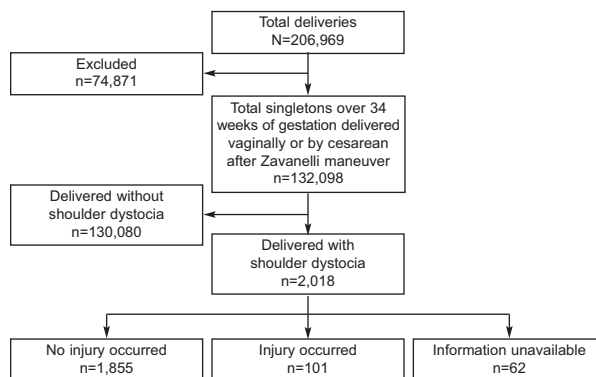 Total deliveries
N=206,969
Excluded
n=74,871
Total singletons over 34
weeks of gestation delivered
vaginally or by cesarean
after Zavanelli maneuver
n=132,098
Delivered without
shoulder dystocia
n=130,080
Delivered with
shoulder dystocia
n=2,018
No injury occurred
n=1,855
Injury occurred
n=101
Information unavailable
n=62